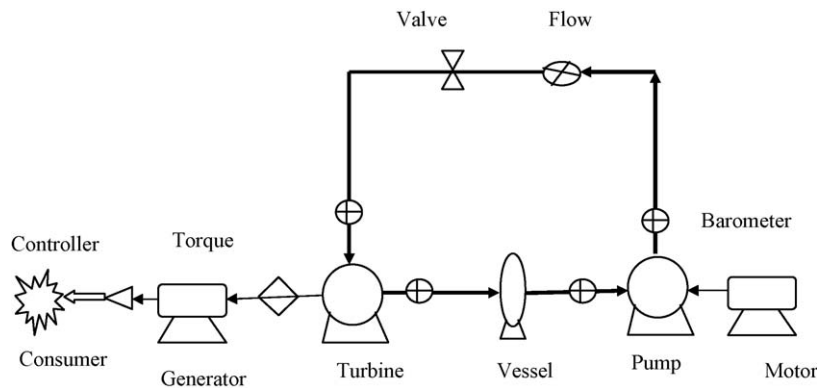 Valve
Flow
Barometer
Controller
Torque
Consumer
Generator
Turbine
Vessel
Pump
Motor